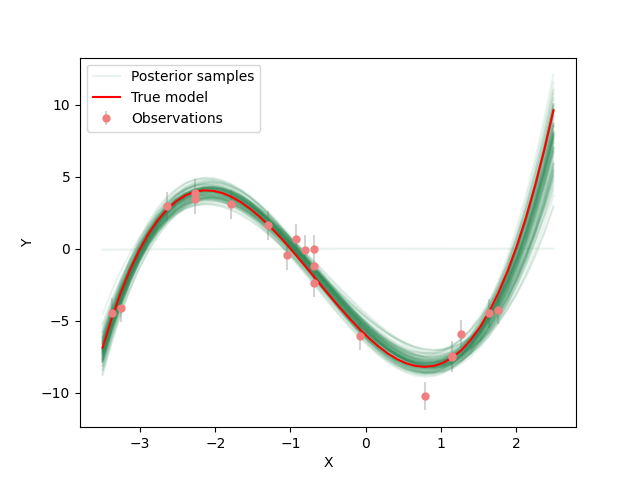 Posterior samples
True model
Observations
10
5
0
−5
−10
Y
−3
−2
−1
0
1
2
X